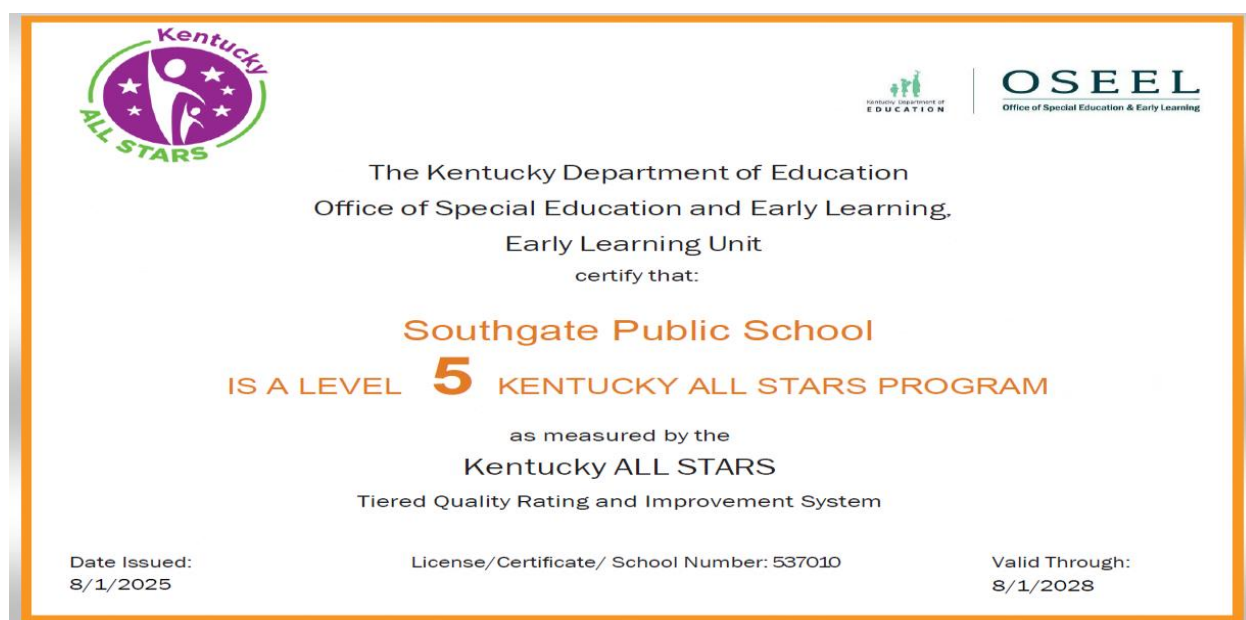 Kentucky
ALL STARS
Kentucky Department of
EDUCATION
OSEEL
Office of Special Education & Early Learning
The Kentucky Department of Education
Office of Special Education and Early Learning,
Early Learning Unit
certify that:
Southgate Public School
IS A LEVEL 5 KENTUCKY ALL STARS PROGRAM
as measured by the
Kentucky ALL STARS
Tiered Quality Rating and Improvement System
Date Issued:
8/1/2025
License/Certificate/ School Number: 537010
Valid Through:
8/1/2028